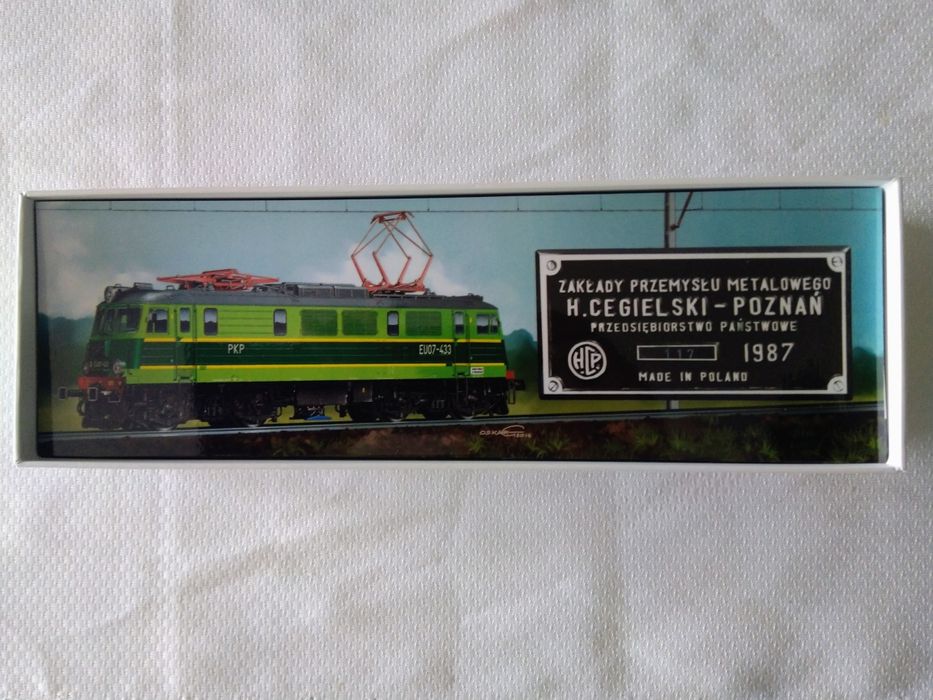 PKP
EU07-433
ZAKŁADY PRZEMYSŁU METALOWEGO
H.CEGIELSKI-POZNAŃ
PRZEDSIĘBIORSTWO PAŃSTWOWE
HCP
117
1987
MADE IN POLAND